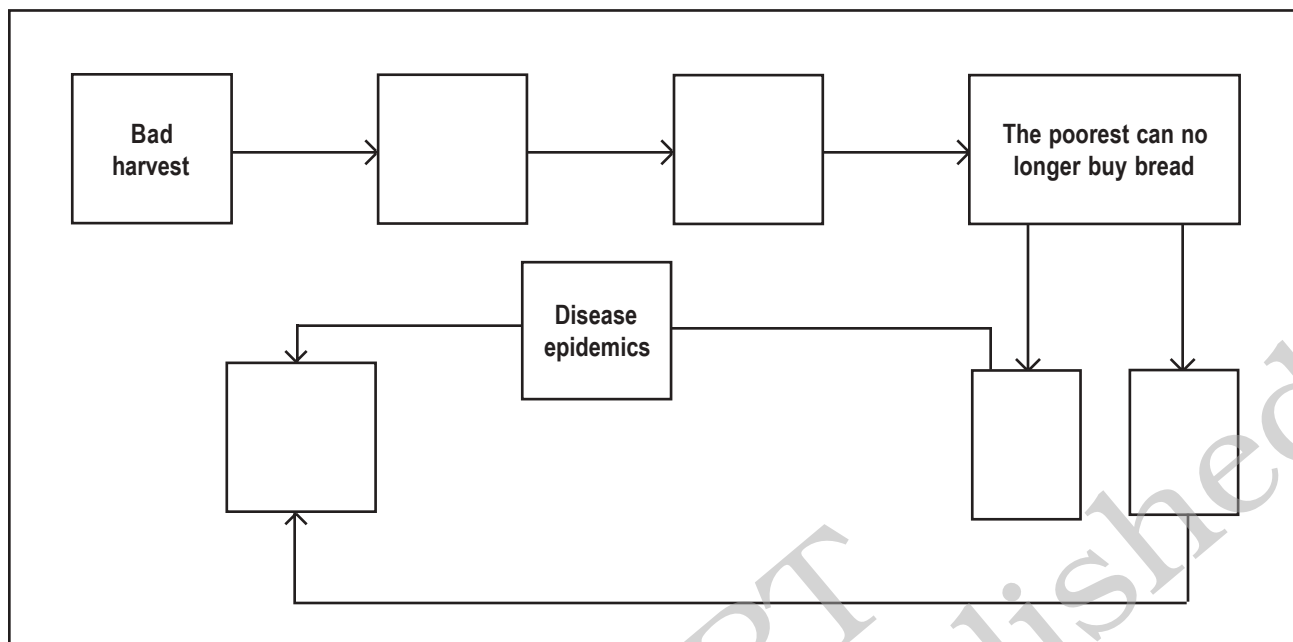 Bad
harvest
The poorest can no
longer buy bread
Disease
epidemics